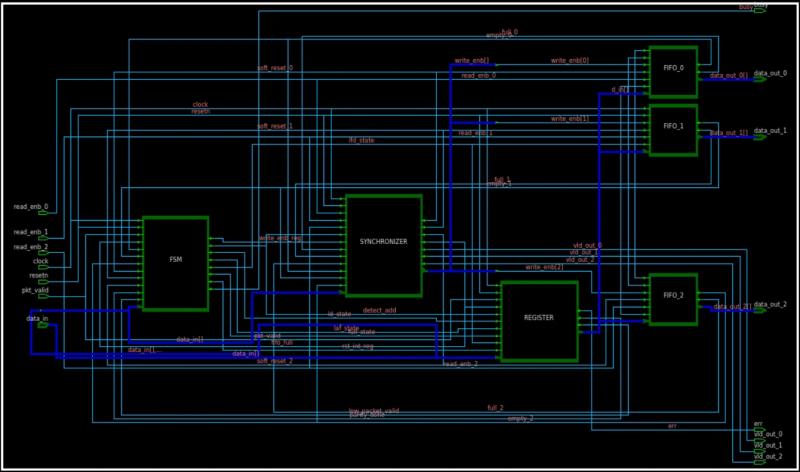 busy
busy
full_0
empty_0
write_enb[]
write_enb[0]
FIFO_0
soft_reset_0
read_enb_0
data_out_0[]
data_out_0
d_in[]
clock
resetn
write_enb[1]
FIFO_1
soft_reset_1
read_enb_1
data_out_1[]
data_out_1
lfd_state
full_1
empty_1
read_enb_0
read_enb_1
write_enb_reg
SYNCHRONIZER
vld_out_0
read_enb_2
vld_out_1
clock
FSM
vld_out_2
write_enb[2]
resetn
pkt_valid
FIFO_2
data_out_2[]
data_out_2
detect_add
data_in
ld_state
REGISTER
laf_state
full_state
pkt_valid
data_in[]
fifo_full
rst_int_reg
data_in[],...
data_in[]
soft_reset_2
read_enb_2
full_2
low_packet_valid
parity_done
empty_2
err
err
vld_out_0
vld_out_1
vld_out_2